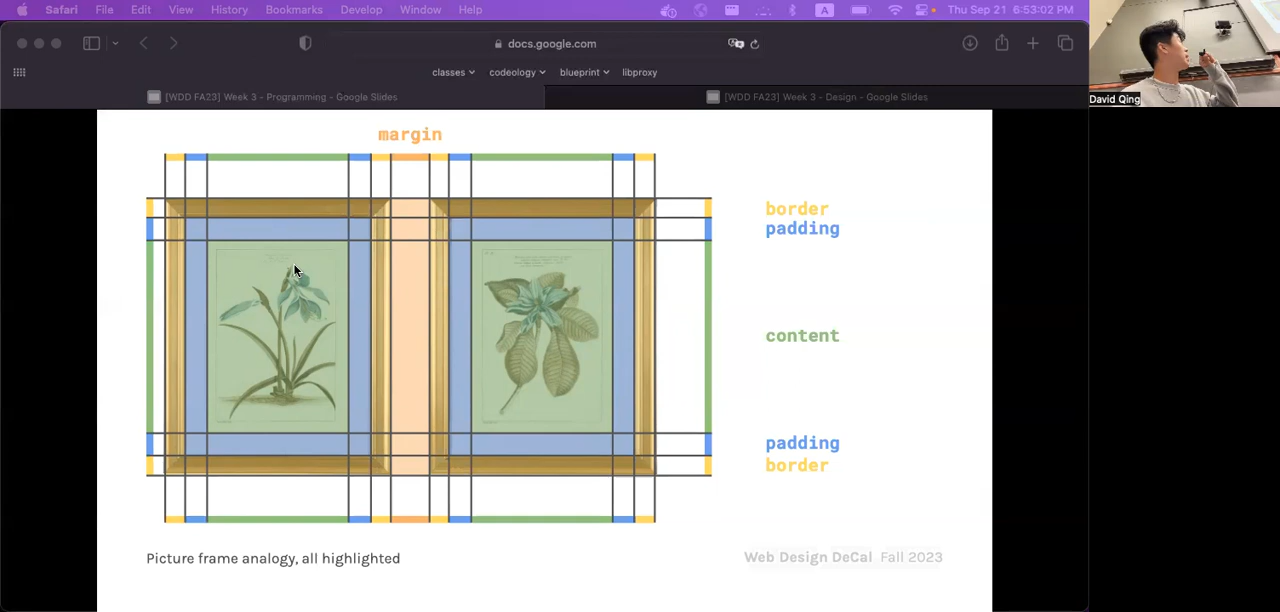 Safari File Edit View History Bookmarks Develop Window Help A Thu Sep 21 6:53:02 PM
docs.google.com
classes codeology blueprint libproxy
[WDD FA23] Week 3 - Programming - Google Slides [WDD FA23] Week 3 - Design - Google Slides
David Qing
margin
border
padding
content
padding
border
Picture frame analogy, all highlighted
Web Design DeCal Fall 2023